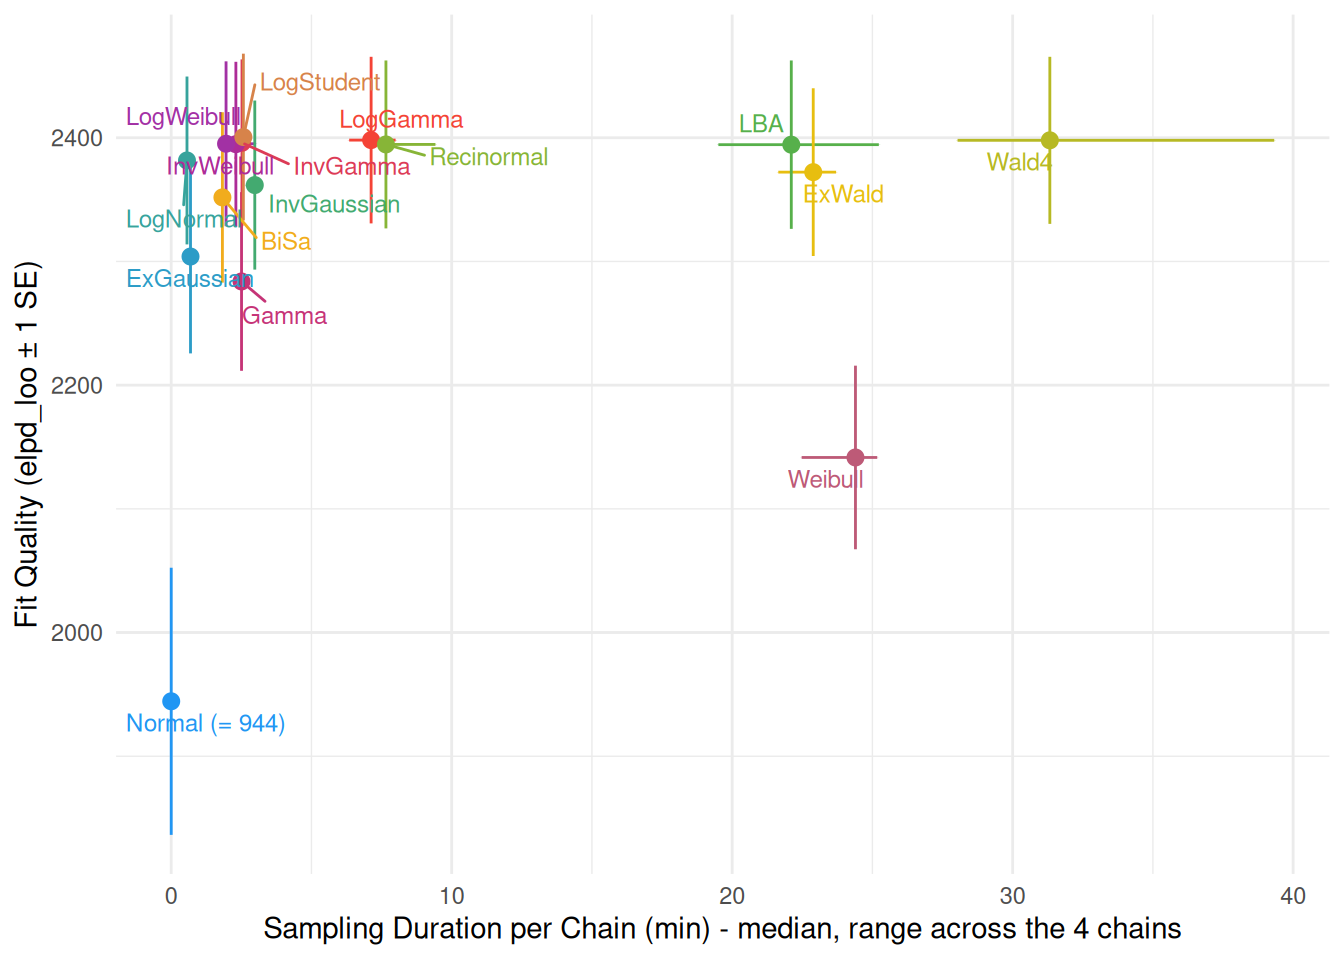 LogStudent
LogWeibull
LogGamma
LBA
2400
InvWeibull
InvGamma
Recinormal
Wald4
ExWald
InvGaussian
LogNormal
BiSa
ExGaussian
Gamma
2200
Weibull
2000
Normal (= 944)
Fit Quality (elpd_loo ± 1 SE)
0
10
20
30
40
Sampling Duration per Chain (min) - median, range across the 4 chains